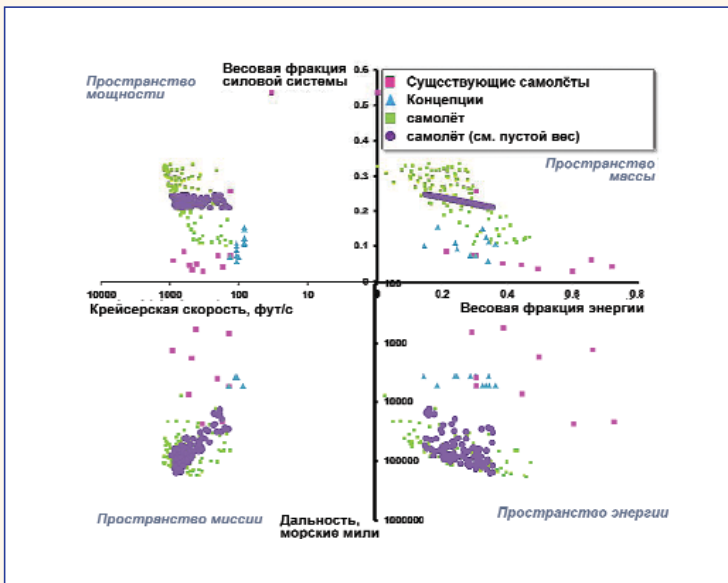 Пространство
мощности
Весовая фракция
силовой системы
0.6
0.5
0.4
0.3
0.2
0.1
0
Существующие самолёты
Концепции
самолёт
самолёт (см. пустой вес)
Пространство
массы
10000
1000
100
10
0.2
0.4
0.6
0.8
Крейсерская скорость, фут/с
Весовая фракция энергии
100
1000
10000
100000
1000000
Пространство миссии
Дальность,
морские мили
Пространство энергии